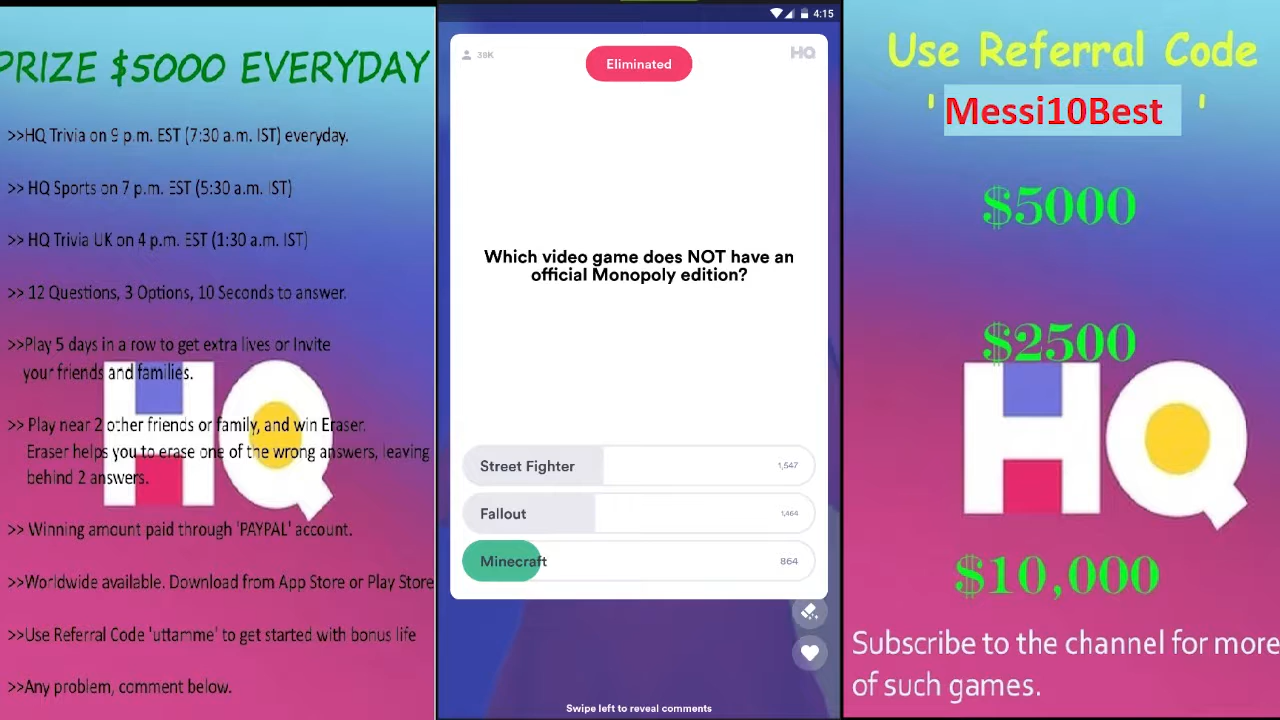 PRIZE $5000 EVERYDAY
>>HQ Trivia on 9 p.m. EST (7:30 a.m. IST) everyday.
>> HQ Sports on 7 p.m. EST (5:30 a.m. IST)
>> HQ Trivia UK on 4 p.m. EST (1:30 a.m. IST)
>> 12 Questions, 3 Options, 10 Seconds to answer.
>>Play 5 days in a row to get extra lives or Invite
your friends and families.
>> Play near 2 other friends or family, and win Eraser.
Eraser helps you to erase one of the wrong answers, leaving
behind 2 answers.
>> Winning amount paid through 'PAYPAL' account.
>>Worldwide available. Download from App Store or Play Store
>>Use Referral Code 'uttamme' to get started with bonus life
>>Any problem, comment below.
HQ
4:15
38K
Eliminated
HQ
Which video game does NOT have an
official Monopoly edition?
Street Fighter 1,547
Fallout 1,464
Minecraft 864
Swipe left to reveal comments
Use Referral Code
' Messi10Best '
$5000
$2500
HQ
$10,000
Subscribe to the channel for more
of such games.